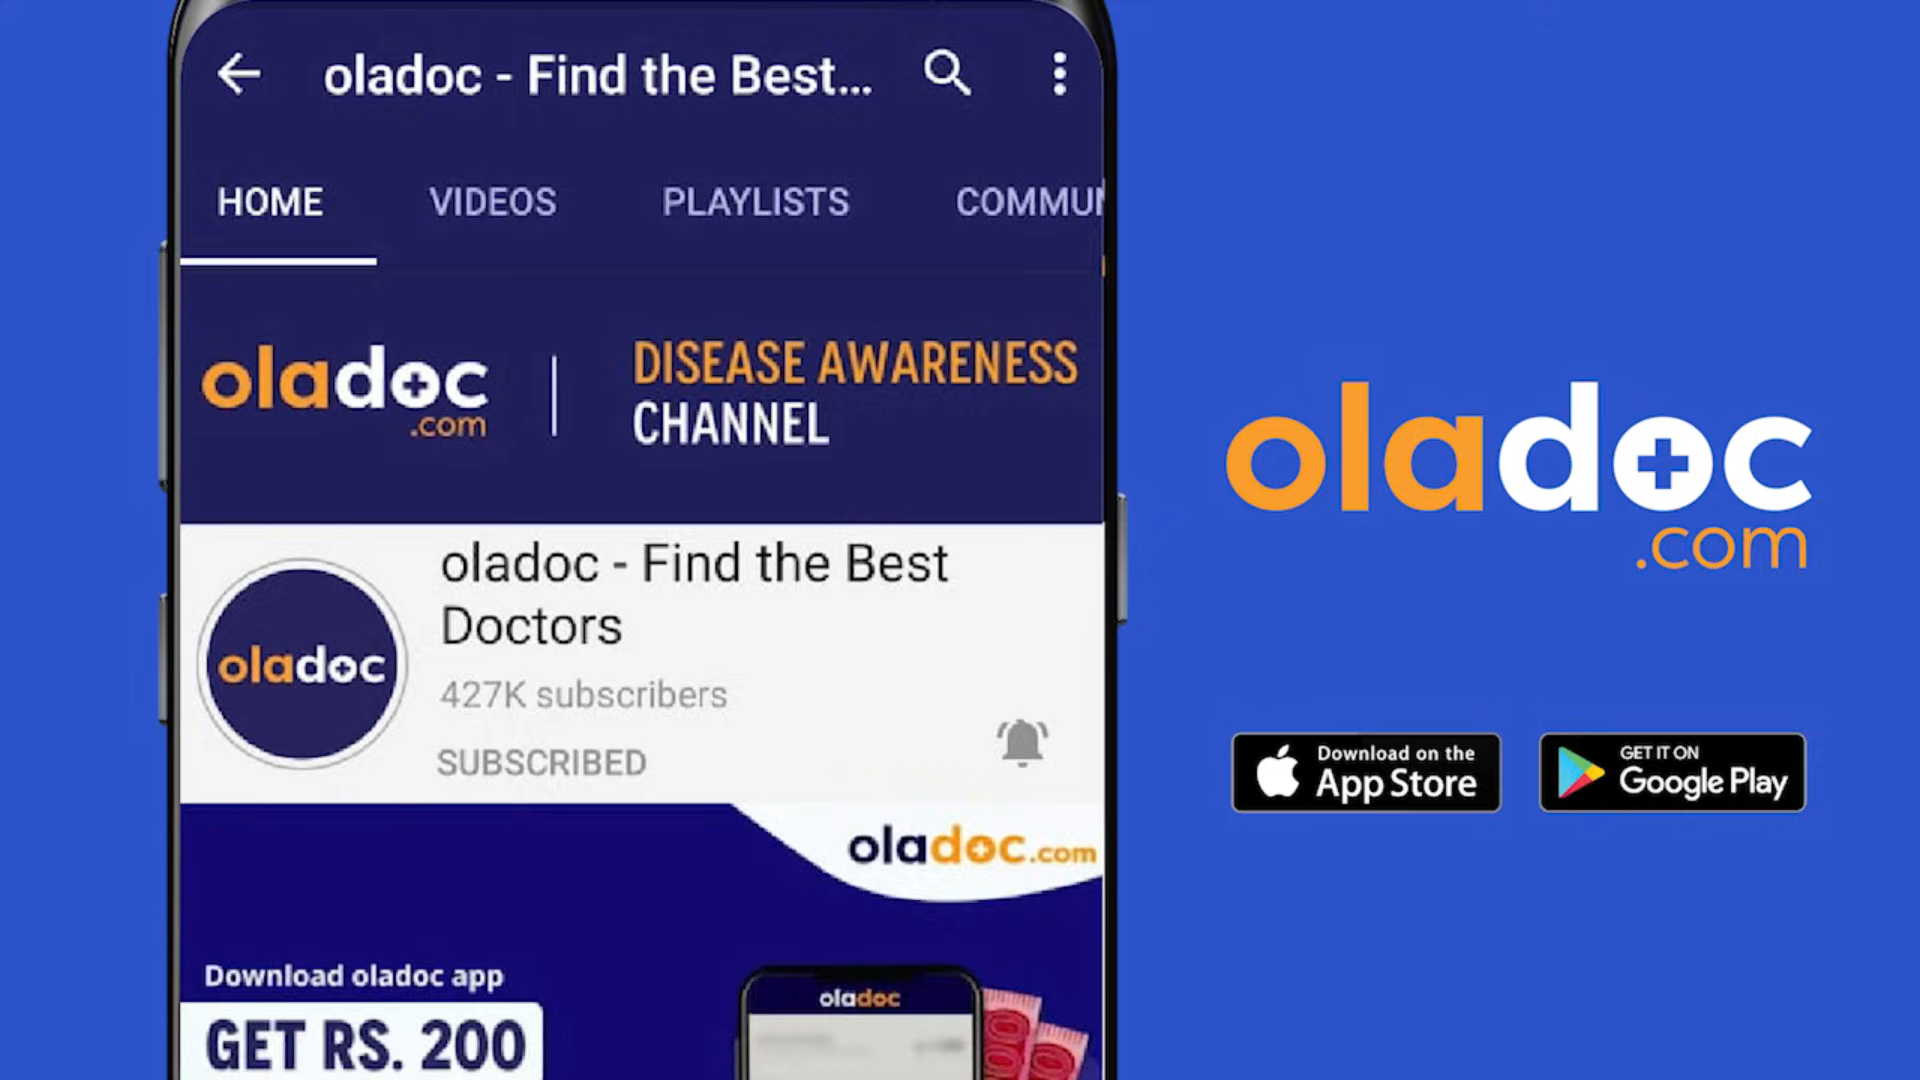 oladoc - Find the Best...
HOME VIDEOS PLAYLISTS COMMUN
oladoc
.com
DISEASE AWARENESS
CHANNEL
oladoc - Find the Best
Doctors
oladoc
427K subscribers
SUBSCRIBED
oladoc.com
Download oladoc app
GET RS. 200
oladoc
oladoc
.com
Download on the
App Store
GET IT ON
Google Play